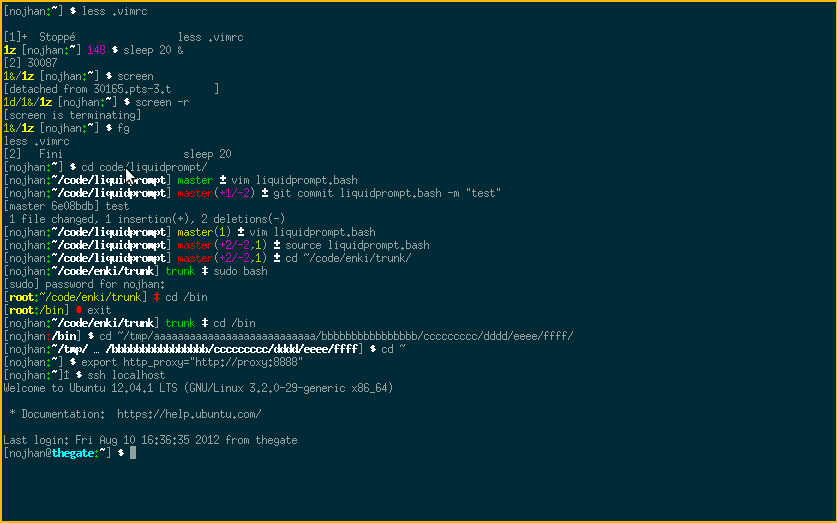 [nojhan:~] $ less .vimrc
[1]+  Stoppé                 less .vimrc
1z [nojhan:~] 148 $ sleep 20 &
[2] 30087
1&/1z [nojhan:~] $ screen
[detached from 30165.pts-3.t       ]
1d/1&/1z [nojhan:~] $ screen -r
[screen is terminating]
1&/1z [nojhan:~] $ fg
less .vimrc
[2]   Fini                    sleep 20
[nojhan:~] $ cd code/liquidprompt/
[nojhan:~/code/liquidprompt] master ± vim liquidprompt.bash
[nojhan:~/code/liquidprompt] master(+1/-2) ± git commit liquidprompt.bash -m "test"
[master 6e08bdb] test
 1 file changed, 1 insertion(+), 2 deletions(-)
[nojhan:~/code/liquidprompt] master(1) ± vim liquidprompt.bash
[nojhan:~/code/liquidprompt] master(+2/-2,1) ± source liquidprompt.bash
[nojhan:~/code/liquidprompt] master(+2/-2,1) ± cd ~/code/enki/trunk/
[nojhan:~/code/enki/trunk] trunk ‡ sudo bash
[sudo] password for nojhan:
[root:~/code/enki/trunk] ‡ cd /bin
[root:/bin] # exit
[nojhan:~/code/enki/trunk] trunk ‡ cd /bin
[nojhan:/bin] $ cd ~/tmp/aaaaaaaaaaaaaaaaaaaaaaaaaaa/bbbbbbbbbbbbbbbb/ccccccccc/dddd/eeee/ffff/
[nojhan:~/tmp/ … /bbbbbbbbbbbbbbbb/ccccccccc/dddd/eeee/ffff] $ cd ~
[nojhan:~] $ export http_proxy="http://proxy:8888"
[nojhan:~]↥ $ ssh localhost
Welcome to Ubuntu 12.04.1 LTS (GNU/Linux 3.2.0-29-generic x86_64)
 * Documentation:  https://help.ubuntu.com/
Last login: Fri Aug 10 16:36:35 2012 from thegate
[nojhan@thegate:~] $